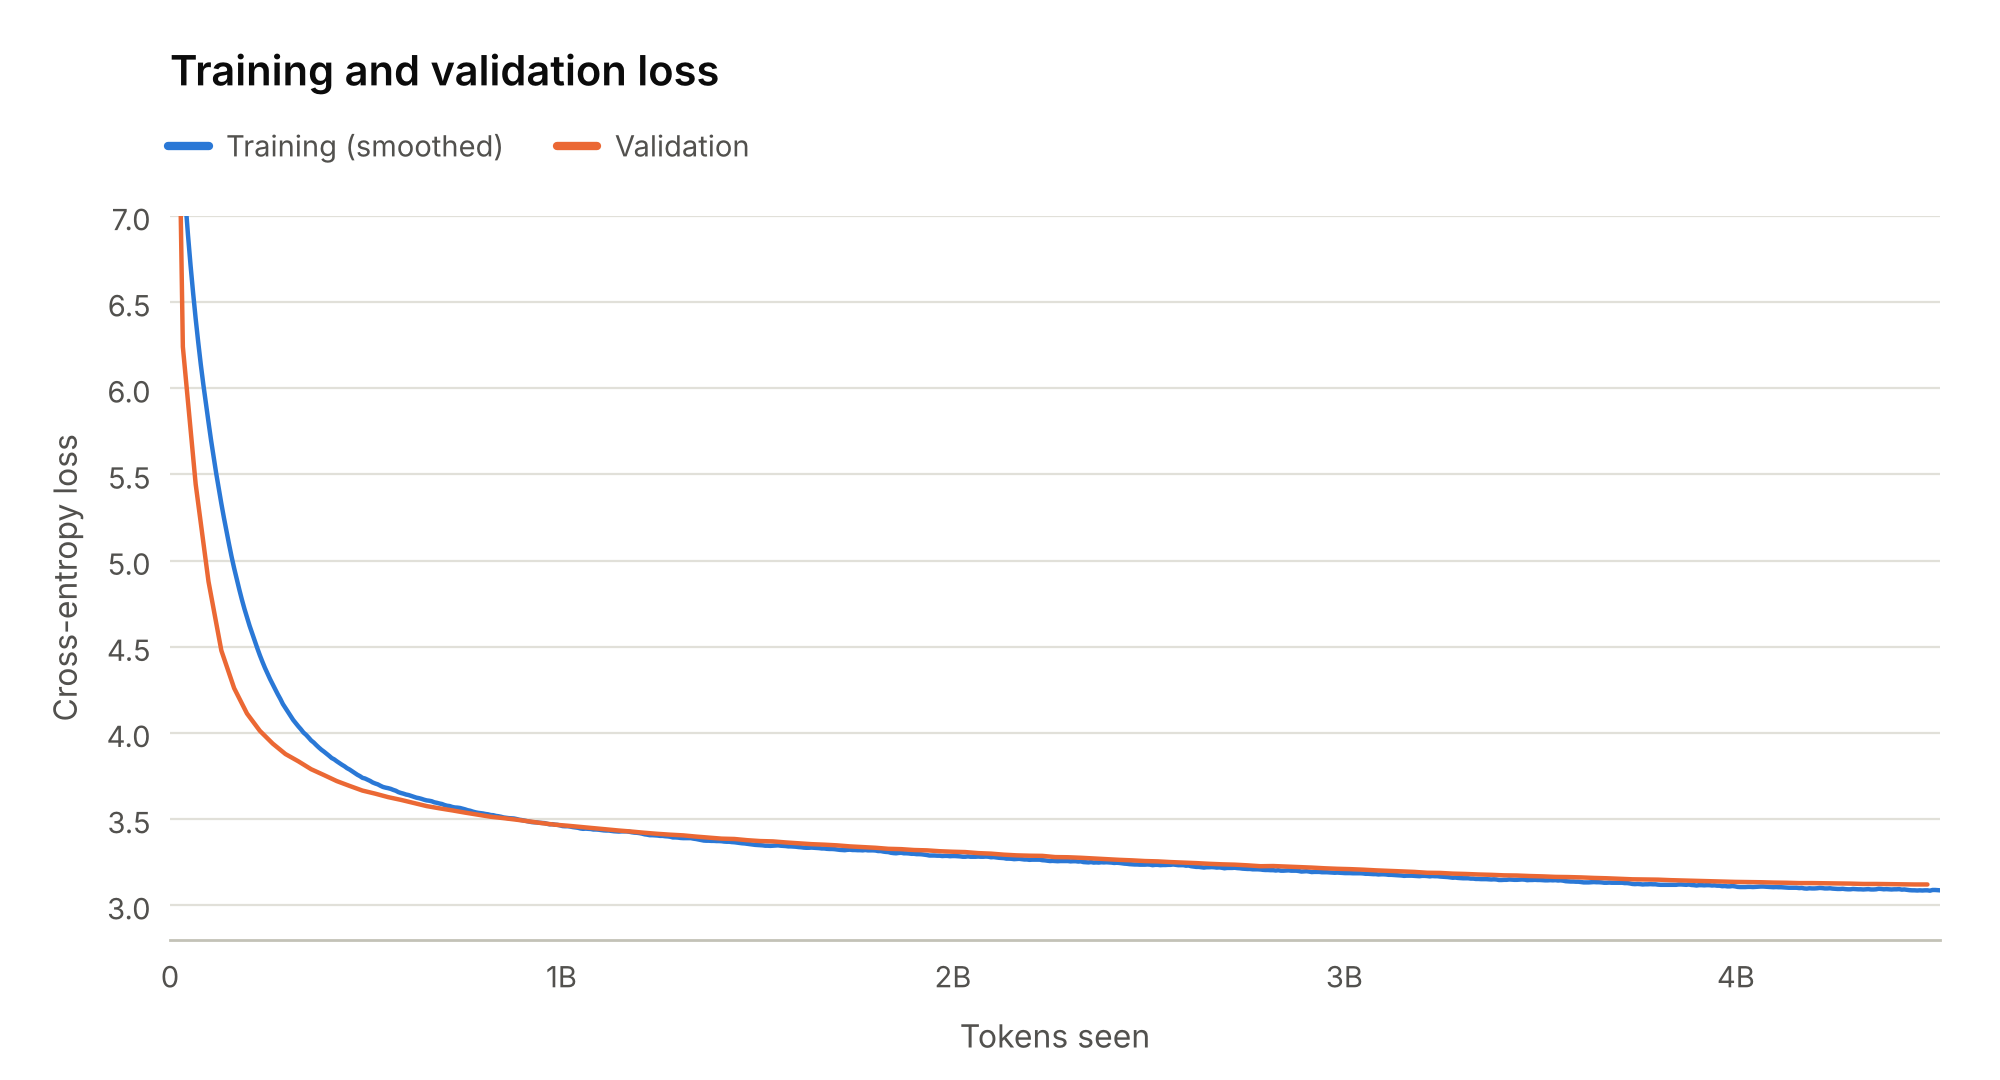 Training and validation loss
Training (smoothed) Validation
7.0
6.5
6.0
5.5
5.0
4.5
4.0
3.5
3.0
Cross-entropy loss
0 1B 2B 3B 4B
Tokens seen